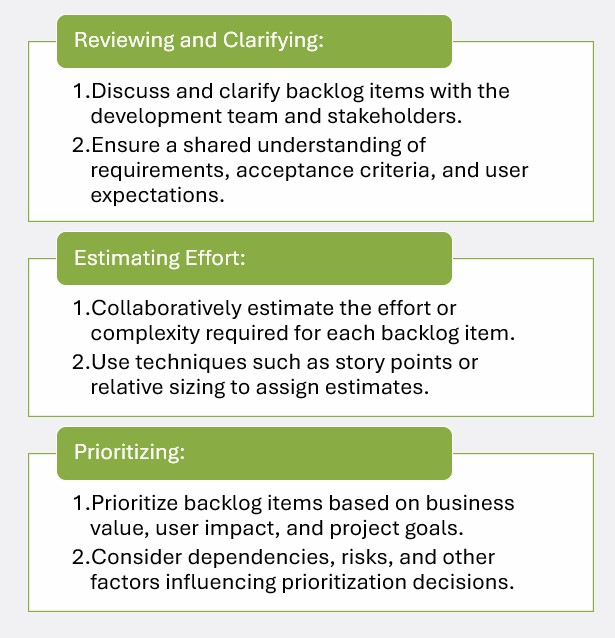 Reviewing and Clarifying:
1.Discuss and clarify backlog items with the
development team and stakeholders.
2.Ensure a shared understanding of
requirements, acceptance criteria, and user
expectations.
Estimating Effort:
1.Collaboratively estimate the effort or
complexity required for each backlog item.
2.Use techniques such as story points or
relative sizing to assign estimates.
Prioritizing:
1.Prioritize backlog items based on business
value, user impact, and project goals.
2.Consider dependencies, risks, and other
factors influencing prioritization decisions.